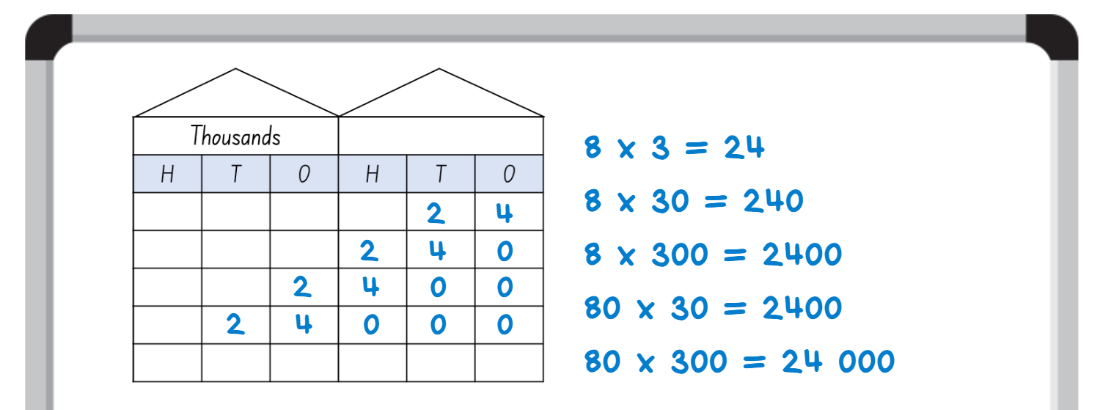 Thousands
H T O H T O
2 4
2 4 0
2 4 0 0
2 4 0 0 0
8 x 3 = 24
8 x 30 = 240
8 x 300 = 2400
80 x 30 = 2400
80 x 300 = 24 000